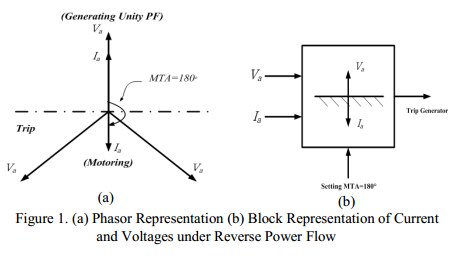 (Generating Unity PF)
Va
Ia
MTA=180°
Trip
Ia
(Motoring)
Va
Va
(a)
Va
Ia
Va
Ia
Trip Generator
Setting MTA=180°
(b)
Figure 1. (a) Phasor Representation (b) Block Representation of Current
and Voltages under Reverse Power Flow